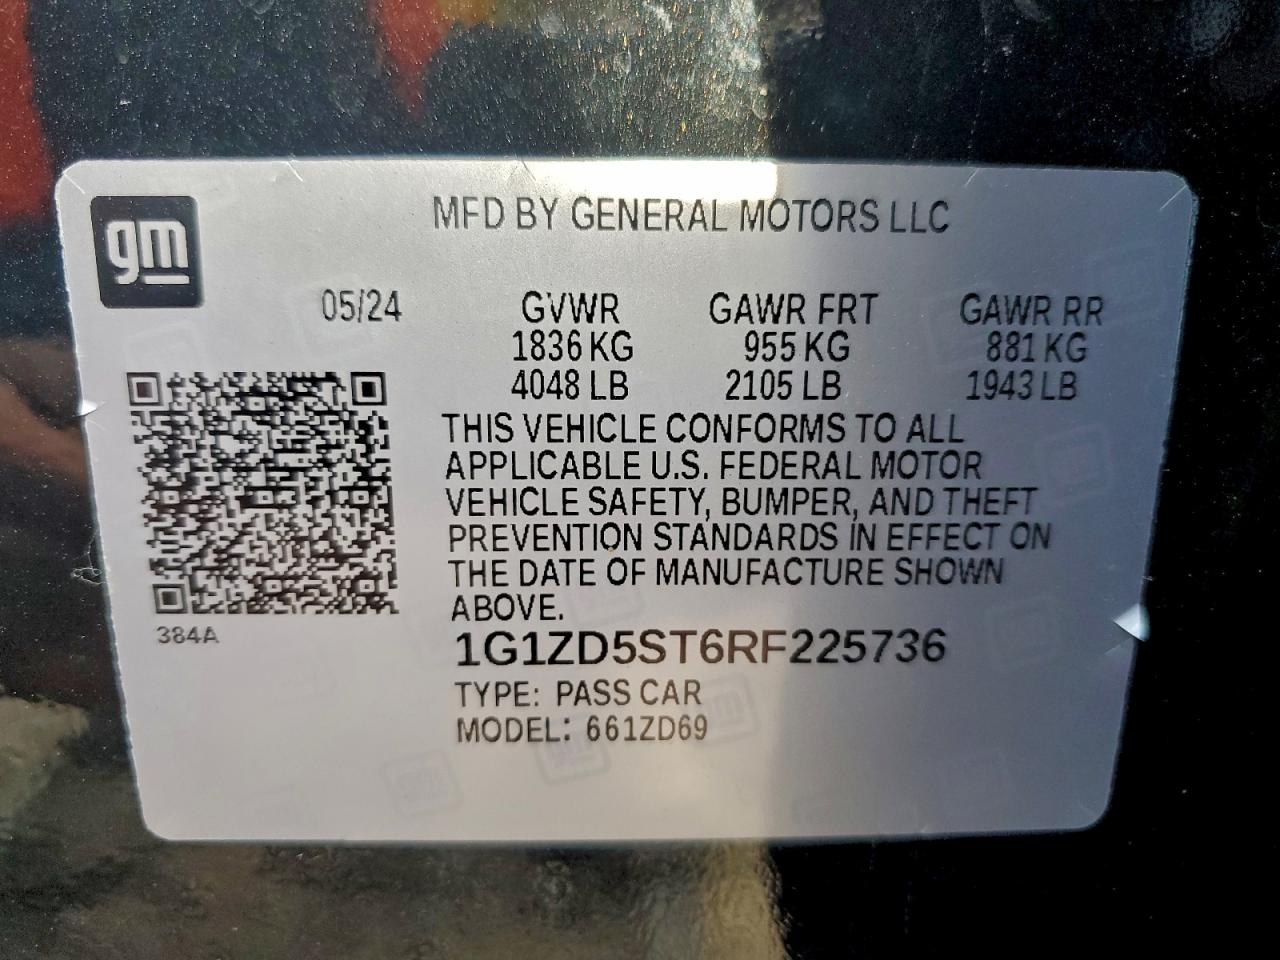 gm
MFD BY GENERAL MOTORS LLC
05/24 GVWR GAWR FRT GAWR RR
1836 KG 955 KG 881 KG
4048 LB 2105 LB 1943 LB
THIS VEHICLE CONFORMS TO ALL
APPLICABLE U.S. FEDERAL MOTOR
VEHICLE SAFETY, BUMPER, AND THEFT
PREVENTION STANDARDS IN EFFECT ON
THE DATE OF MANUFACTURE SHOWN
ABOVE.
384A
1G1ZD5ST6RF225736
TYPE: PASS CAR
MODEL: 661ZD69